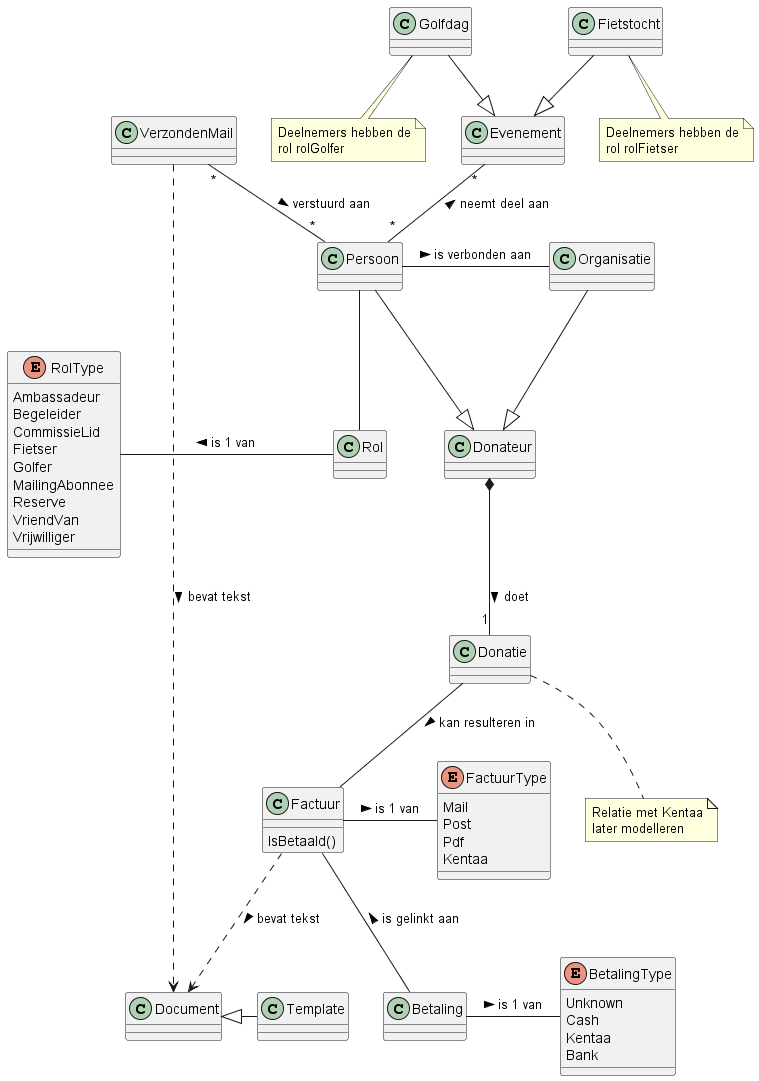 C Golfdag
C Fietstocht
Deelnemers hebben de
rol rolGolfer
C VerzondenMail
C Evenement
Deelnemers hebben de
rol rolFietser
*
*
verstuurd aan
neemt deel aan
*
*
C Persoon
is verbonden aan
C Organisatie
E RolType
Ambassadeur
Begeleider
CommissieLid
Fietser
Golfer
MailingAbonnee
Reserve
VriendVan
Vrijwilliger
is 1 van
C Rol
C Donateur
bevat tekst
doet
1
C Donatie
kan resulteren in
C Factuur
IsBetaald()
is 1 van
E FactuurType
Mail
Post
Pdf
Kentaa
Relatie met Kentaa
later modelleren
bevat tekst
is gelinkt aan
C Document
C Template
C Betaling
is 1 van
E BetalingType
Unknown
Cash
Kentaa
Bank